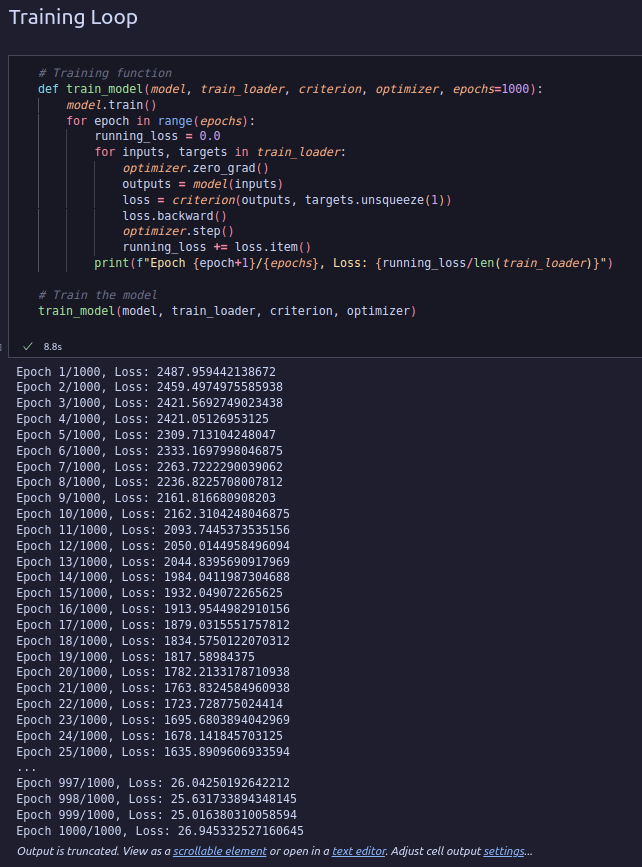 Training Loop
# Training function
def train_model(model, train_loader, criterion, optimizer, epochs=1000):
    model.train()
    for epoch in range(epochs):
        running_loss = 0.0
        for inputs, targets in train_loader:
            optimizer.zero_grad()
            outputs = model(inputs)
            loss = criterion(outputs, targets.unsqueeze(1))
            loss.backward()
            optimizer.step()
            running_loss += loss.item()
        print(f"Epoch {epoch+1}/{epochs}, Loss: {running_loss/len(train_loader)}")
# Train the model
train_model(model, train_loader, criterion, optimizer)
✓ 8.8s
Epoch 1/1000, Loss: 2487.959442138672
Epoch 2/1000, Loss: 2459.4974975585938
Epoch 3/1000, Loss: 2421.5692749023438
Epoch 4/1000, Loss: 2421.05126953125
Epoch 5/1000, Loss: 2309.713104248047
Epoch 6/1000, Loss: 2333.1697998046875
Epoch 7/1000, Loss: 2263.7222290039062
Epoch 8/1000, Loss: 2236.8225708007812
Epoch 9/1000, Loss: 2161.816680908203
Epoch 10/1000, Loss: 2162.3104248046875
Epoch 11/1000, Loss: 2093.7445373535156
Epoch 12/1000, Loss: 2050.0144958496094
Epoch 13/1000, Loss: 2044.8395690917969
Epoch 14/1000, Loss: 1984.0411987304688
Epoch 15/1000, Loss: 1932.049072265625
Epoch 16/1000, Loss: 1913.9544982910156
Epoch 17/1000, Loss: 1879.0315551757812
Epoch 18/1000, Loss: 1834.5750122070312
Epoch 19/1000, Loss: 1817.58984375
Epoch 20/1000, Loss: 1782.2133178710938
Epoch 21/1000, Loss: 1763.8324584960938
Epoch 22/1000, Loss: 1723.728775024414
Epoch 23/1000, Loss: 1695.6803894042969
Epoch 24/1000, Loss: 1678.141845703125
Epoch 25/1000, Loss: 1635.8909606933594
...
Epoch 997/1000, Loss: 26.04250192642212
Epoch 998/1000, Loss: 25.631733894348145
Epoch 999/1000, Loss: 25.016380310058594
Epoch 1000/1000, Loss: 26.945332527160645
Output is truncated. View as a scrollable element or open in a text editor. Adjust cell output settings...